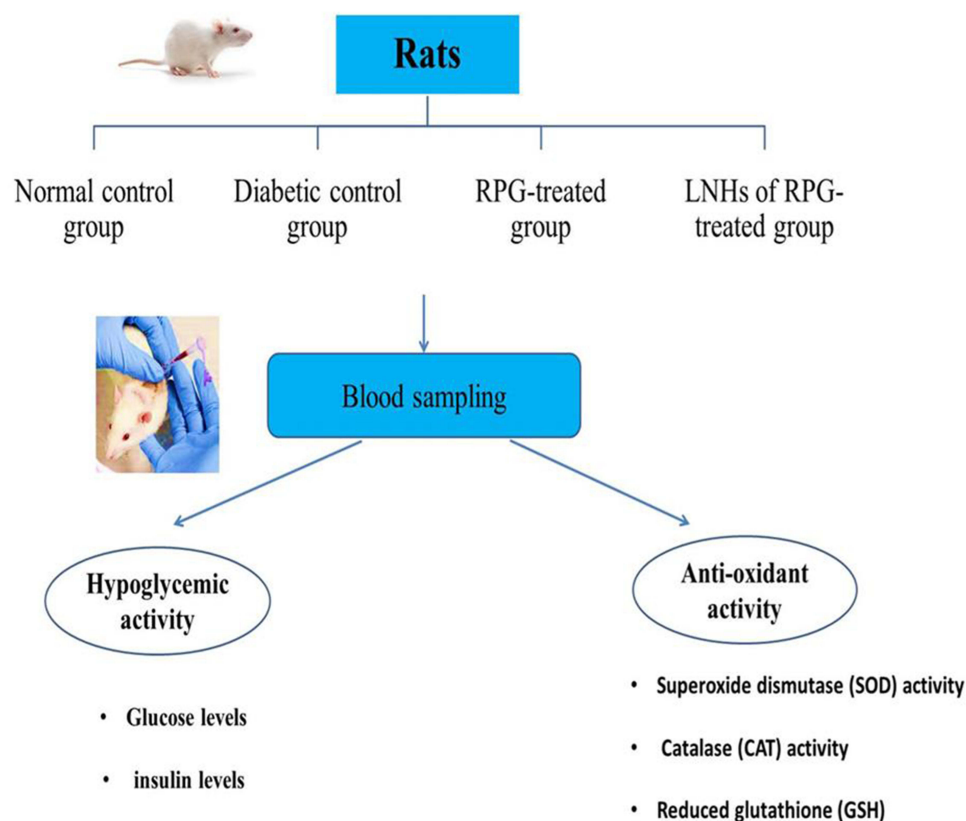 Rats
Normal control
group
Diabetic control
group
RPG-treated
group
LNHs of RPG-
treated group
Blood sampling
Hypoglycemic
activity
Anti-oxidant
activity
• Glucose levels
• insulin levels
• Superoxide dismutase (SOD) activity
• Catalase (CAT) activity
• Reduced glutathione (GSH)